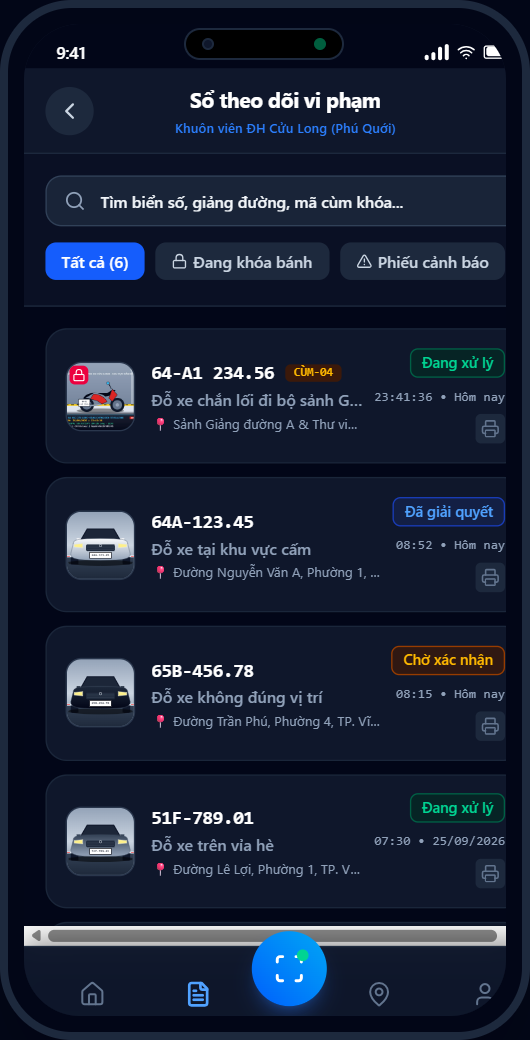 9:41
Sổ theo dõi vi phạm
Khuôn viên ĐH Cửu Long (Phú Quới)
Tìm biển số, giảng đường, mã cùm khóa...
Tất cả (6)
Đang khóa bánh
Phiếu cảnh báo
64-A1 234.56 CÙM-04
Đang xử lý
Đỗ xe chắn lối đi bộ sảnh G...
23:41:36 • Hôm nay
📍 Sảnh Giảng đường A & Thư vi...
64A-123.45
Đã giải quyết
Đỗ xe tại khu vực cấm
08:52 • Hôm nay
📍 Đường Nguyễn Văn A, Phường 1, ...
65B-456.78
Chờ xác nhận
Đỗ xe không đúng vị trí
08:15 • Hôm nay
📍 Đường Trần Phú, Phường 4, TP. Vĩ...
51F-789.01
Đang xử lý
Đỗ xe trên vỉa hè
07:30 • 25/09/2026
📍 Đường Lê Lợi, Phường 1, TP. V...